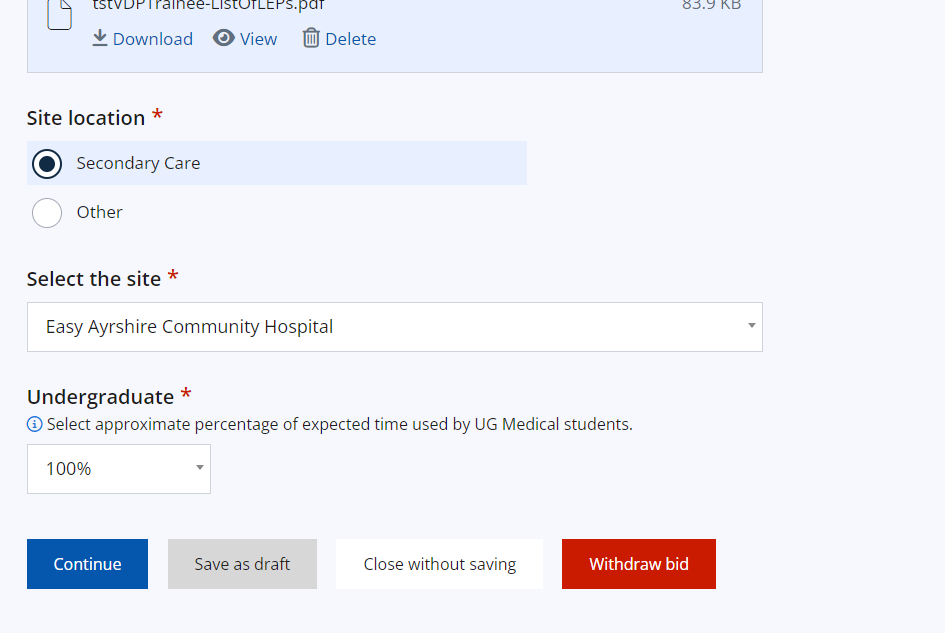 tstVDPTrainee-ListOfLEPs.pdf 83.9 KB
Download View Delete
Site location *
Secondary Care
Other
Select the site *
Easy Ayrshire Community Hospital
Undergraduate *
Select approximate percentage of expected time used by UG Medical students.
100%
Continue Save as draft Close without saving Withdraw bid